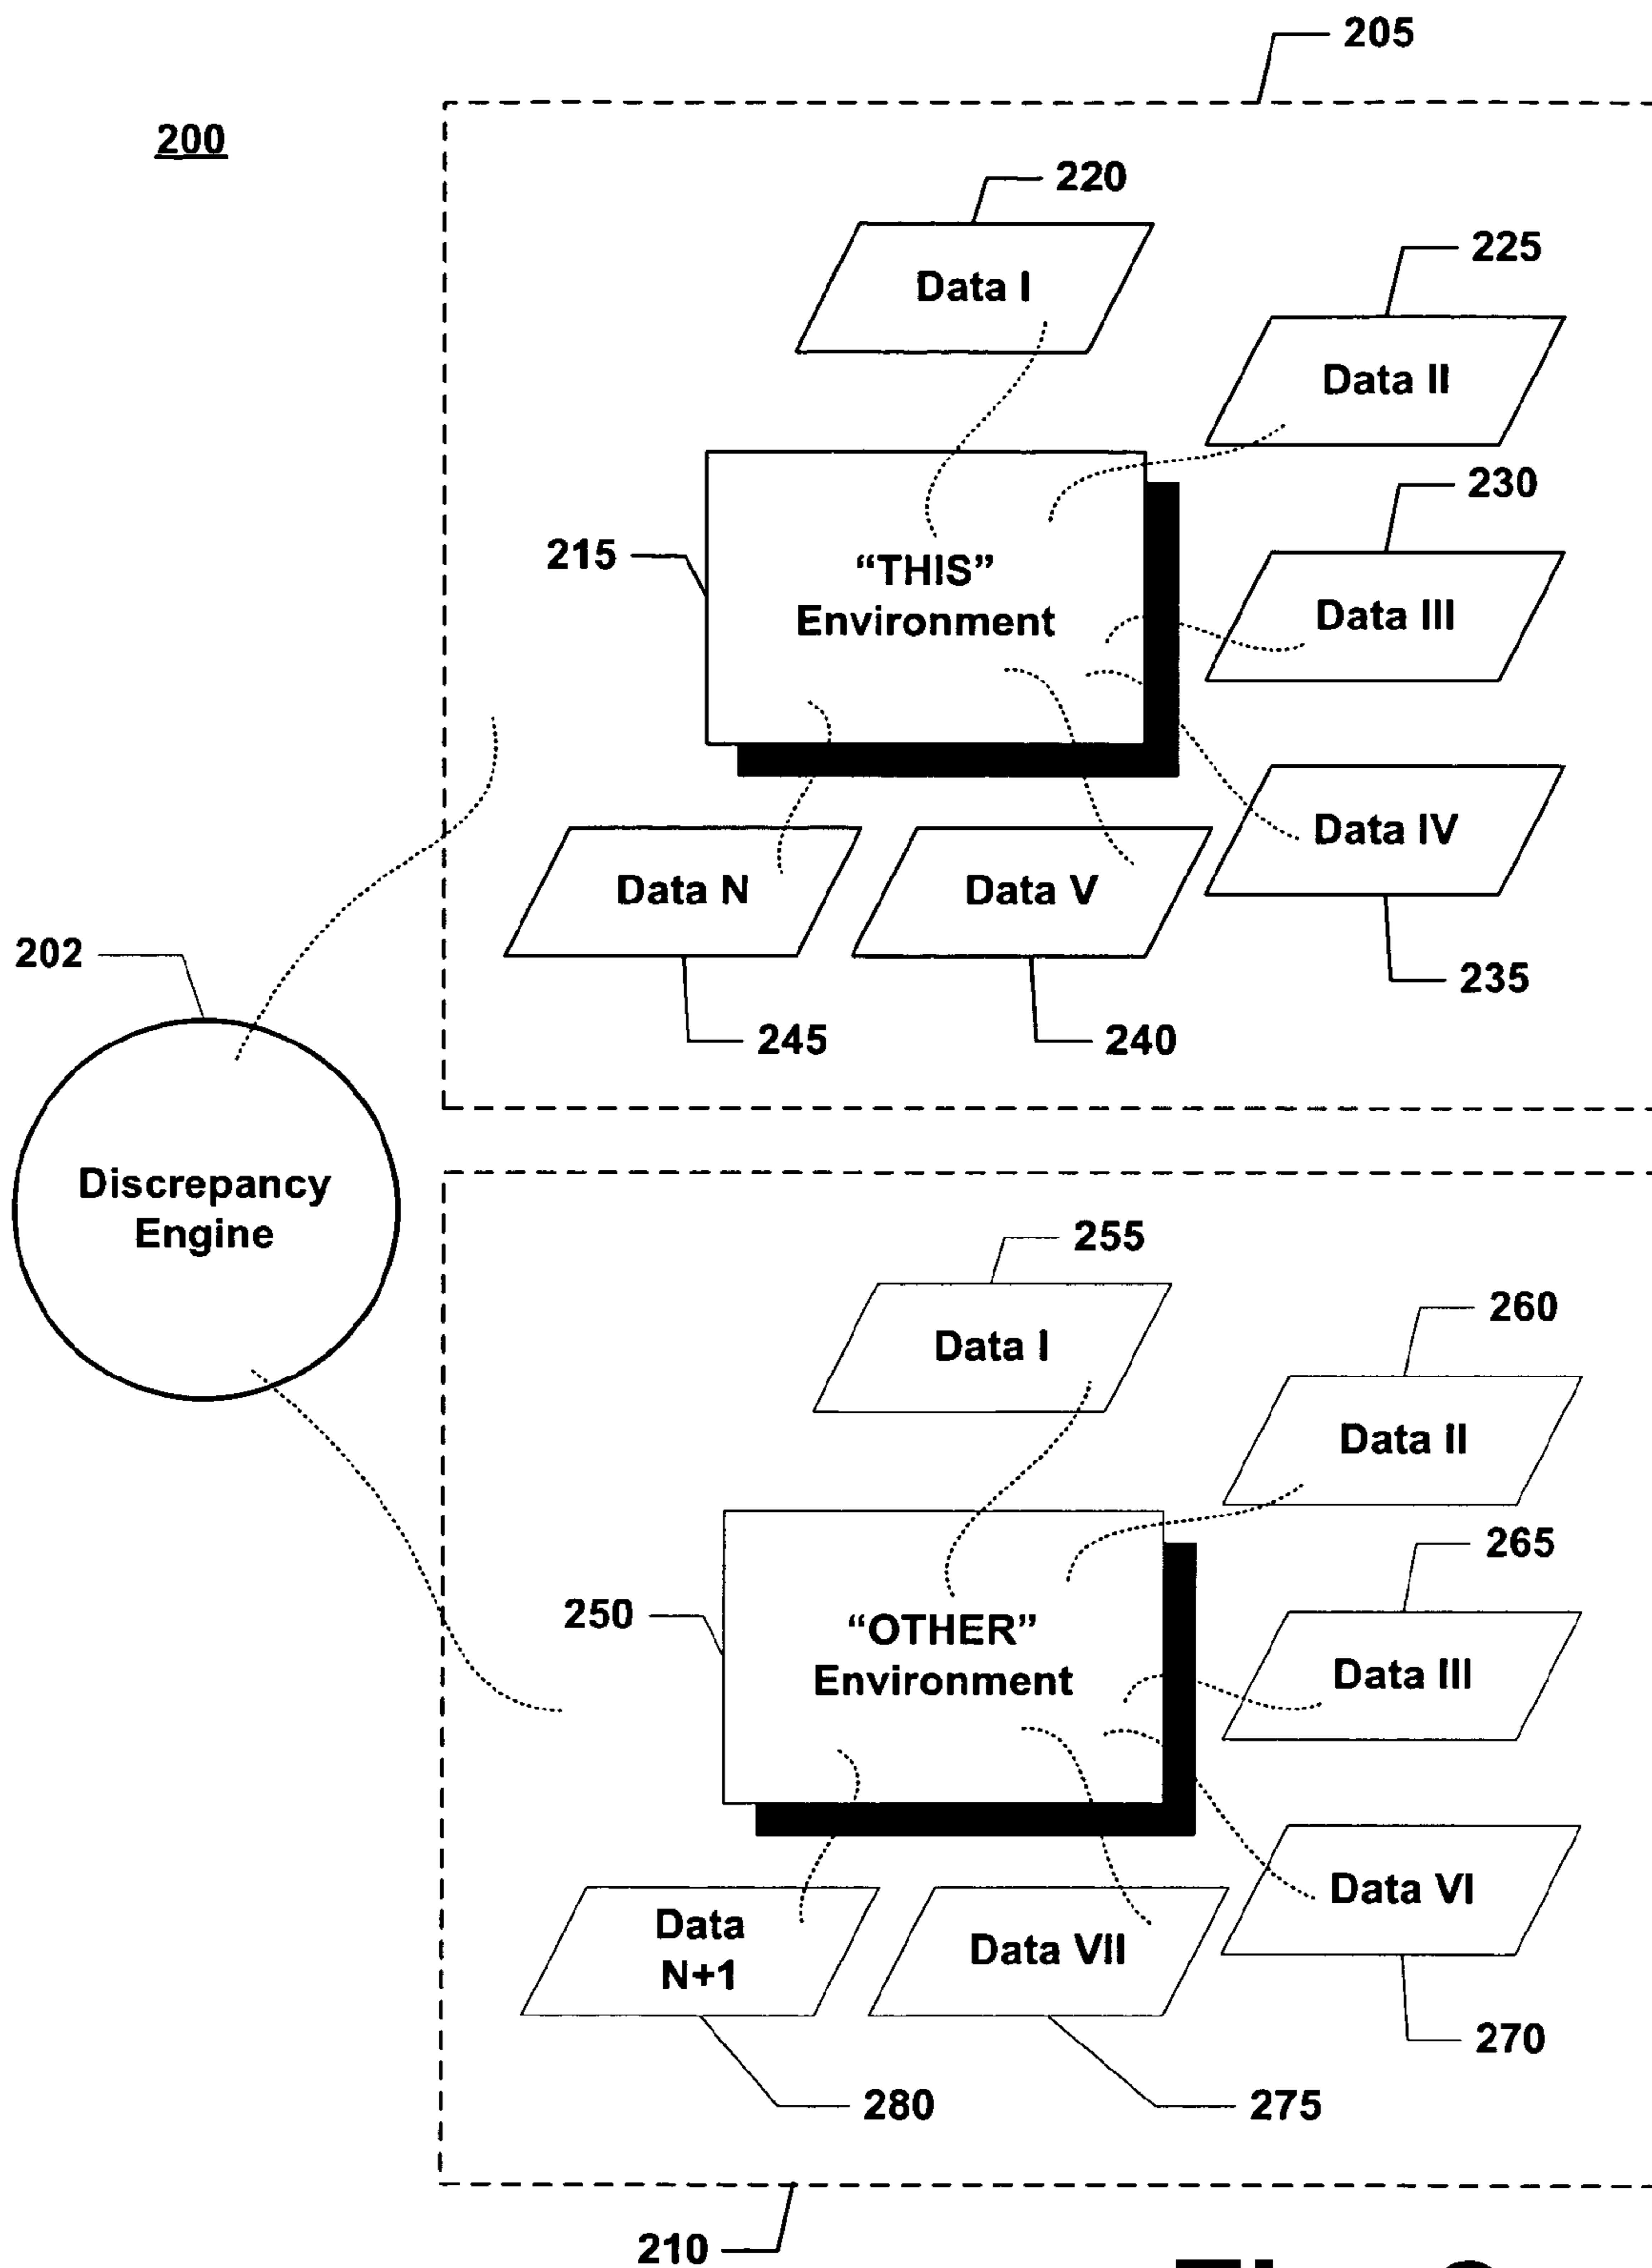 205
200
220
Data I
225
Data II
230
Data III
215
“THIS”
Environment
Data IV
235
Data N
Data V
245
240
202
Discrepancy
Engine
255
Data I
260
Data II
265
Data III
250
“OTHER”
Environment
Data VI
270
Data
N+1
Data VII
280
275
210